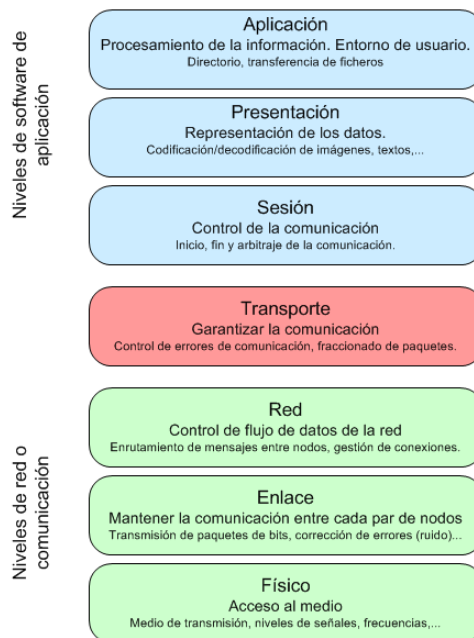 Niveles de software de
aplicación
Aplicación
Procesamiento de la información. Entorno de usuario.
Directorio, transferencia de ficheros
Presentación
Representación de los datos.
Codificación/decodificación de imágenes, textos,...
Sesión
Control de la comunicación
Inicio, fin y arbitraje de la comunicación.
Transporte
Garantizar la comunicación
Control de errores de comunicación, fraccionado de paquetes.
Niveles de red o
comunicación
Red
Control de flujo de datos de la red
Enrutamiento de mensajes entre nodos, gestión de conexiones.
Enlace
Mantener la comunicación entre cada par de nodos
Transmisión de paquetes de bits, corrección de errores (ruido)...
Físico
Acceso al medio
Medio de transmisión, niveles de señales, frecuencias,...